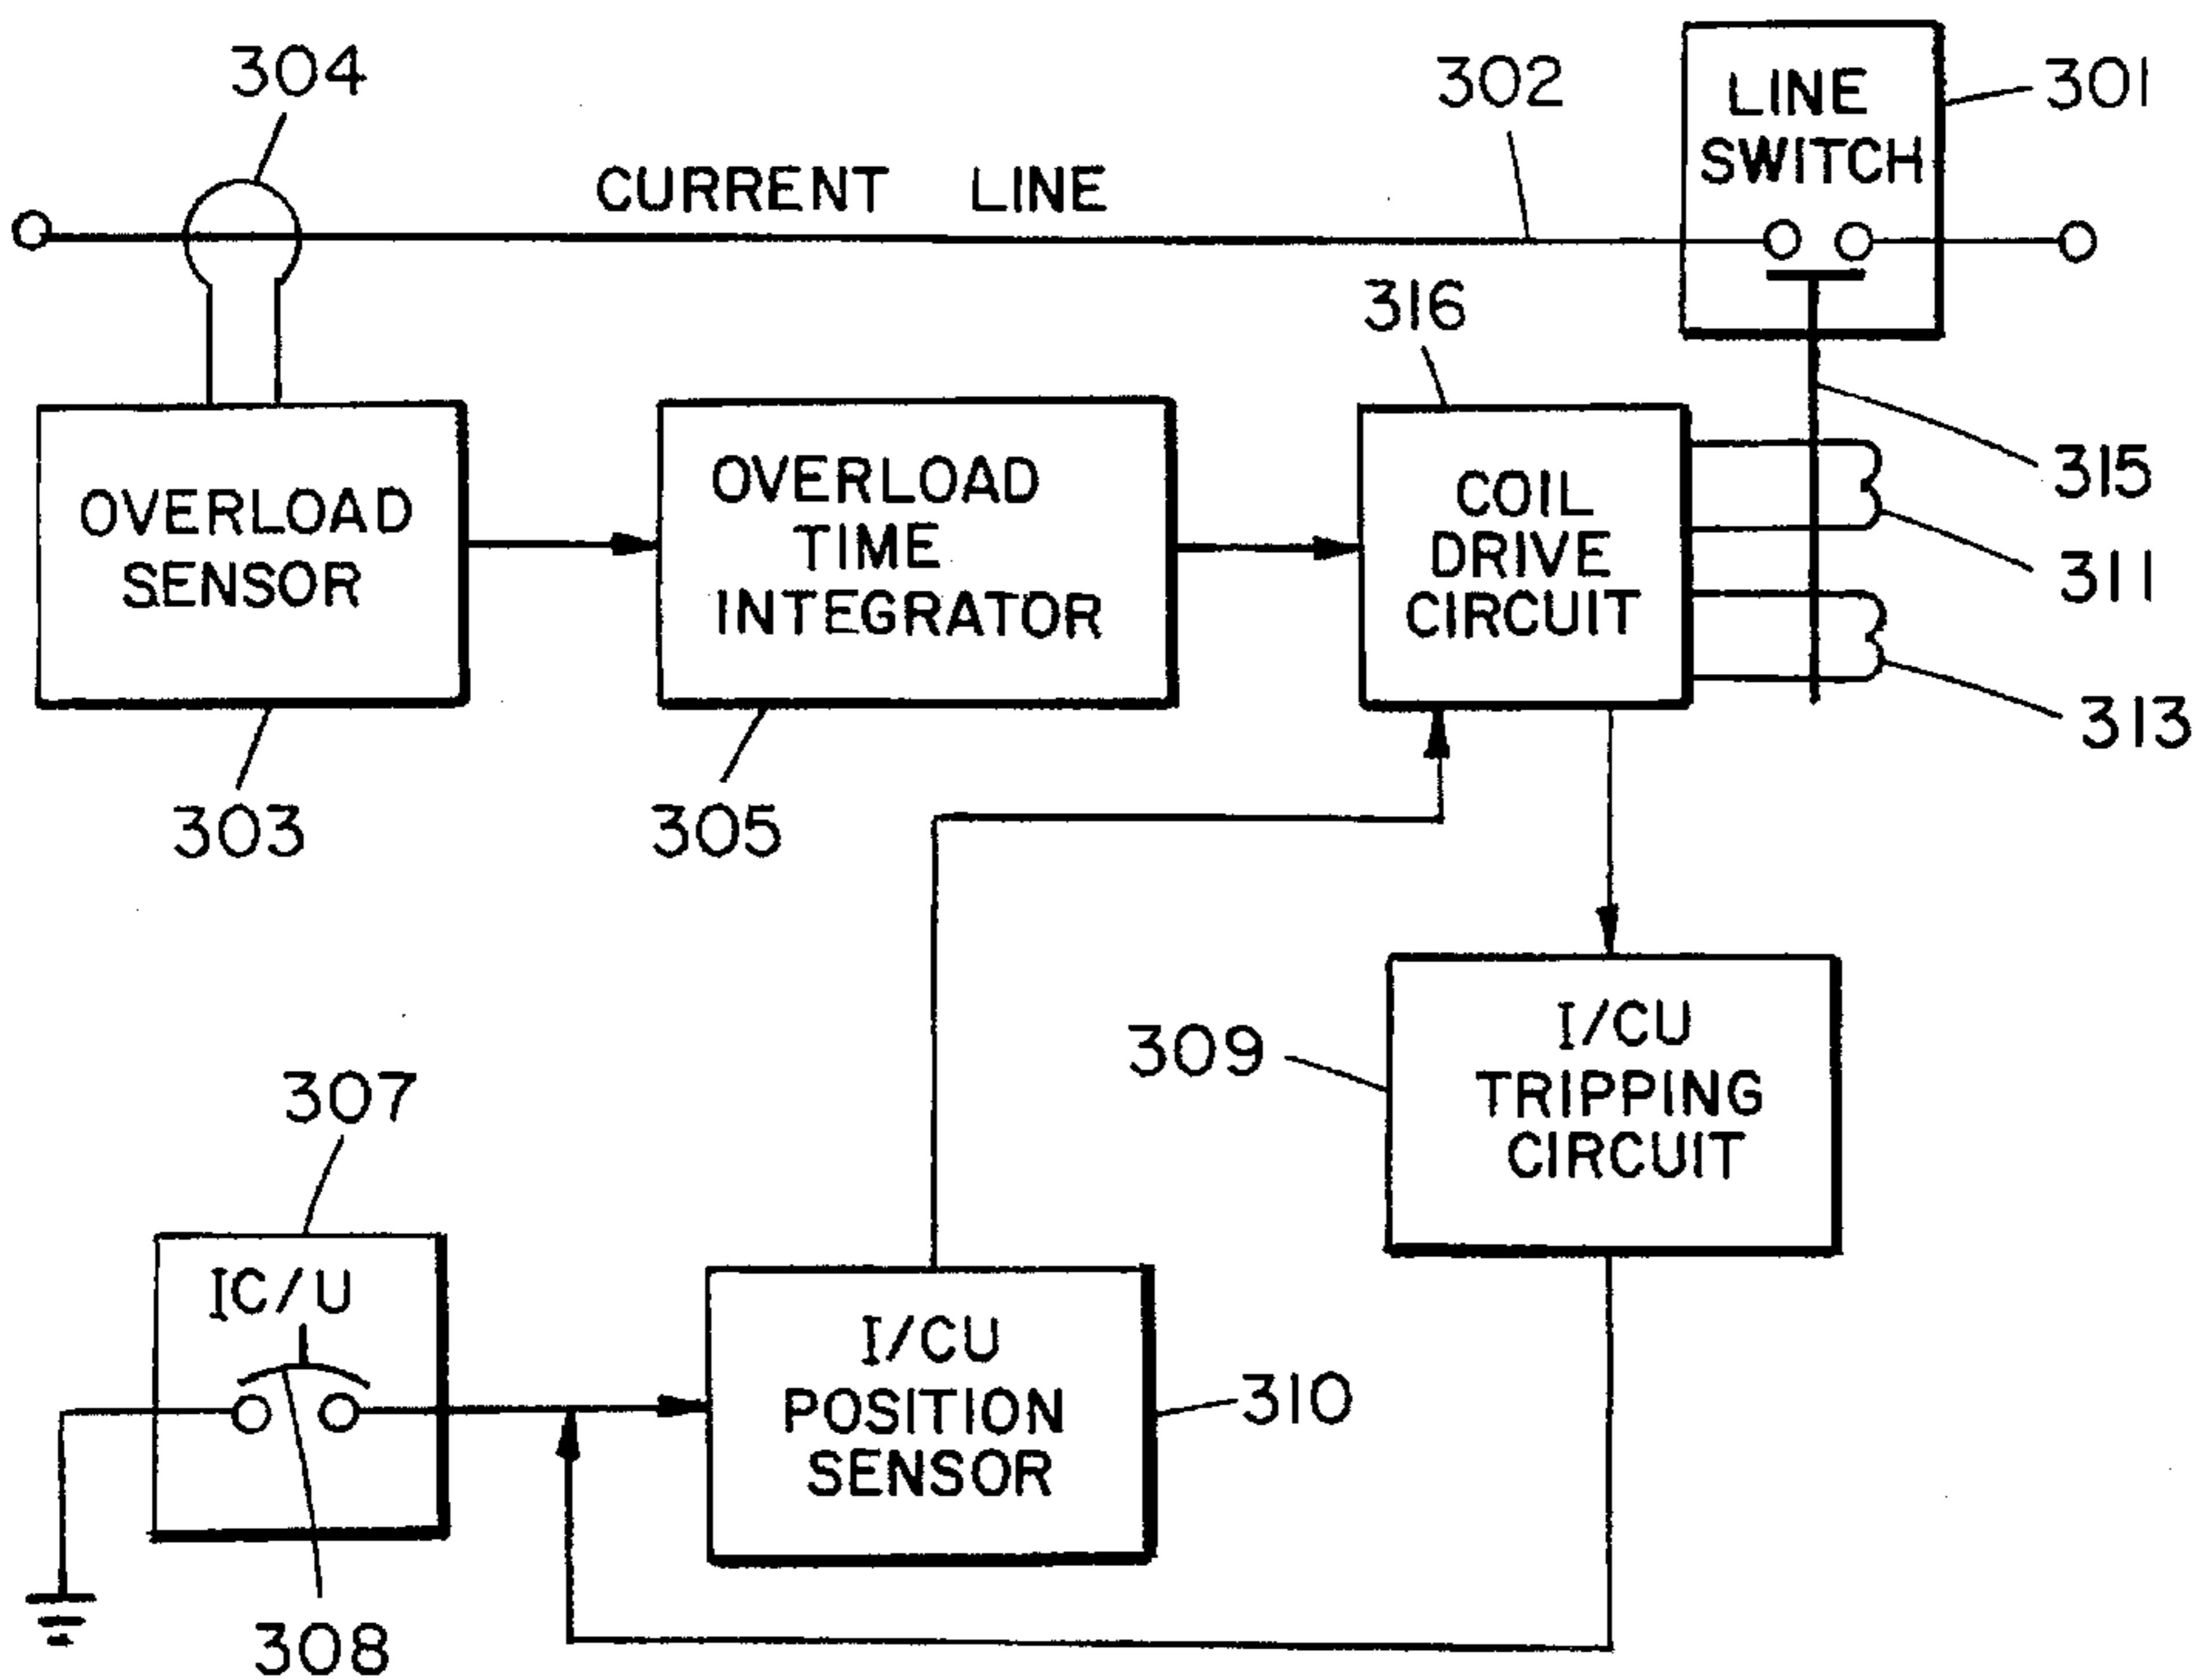 304
302
LINE
SWITCH
301
CURRENT LINE
316
315
311
313
OVERLOAD
SENSOR
303
OVERLOAD
TIME
INTEGRATOR
305
COIL
DRIVE
CIRCUIT
309
I/CU
TRIPPING
CIRCUIT
307
IC/U
308
I/CU
POSITION
SENSOR
310